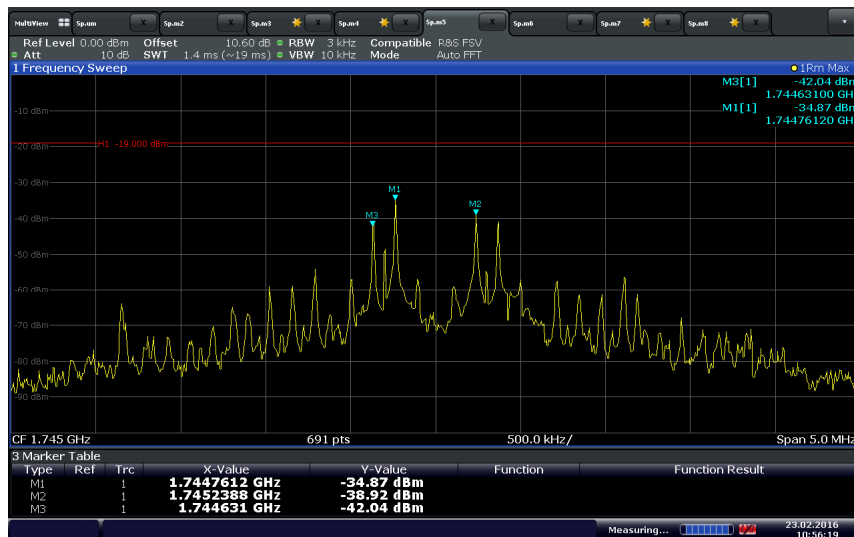 MultiView Sp.um X Sp.m2 X Sp.m3 X Sp.m4 X Sp.m5 X Sp.m6 X Sp.m7 X Sp.m8 X
Ref Level 0.00 dBm Offset 10.60 dB RBW 3 kHz Compatible R&S FSV
Att 10 dB SWT 1.4 ms (~19 ms) VBW 10 kHz Mode Auto FFT
1 Frequency Sweep 1Rm Max
M3[1] -42.04 dBm
1.74463100 GH
M1[1] -34.87 dBm
1.74476120 GH
-10 dBm
H1 -19.000 dBm
-20 dBm
-30 dBm
M1
M2
M3
-40 dBm
-50 dBm
-60 dBm
-70 dBm
-80 dBm
-90 dBm
CF 1.745 GHz 691 pts 500.0 kHz/ Span 5.0 MHz
3 Marker Table
Type Ref Trc X-Value Y-Value Function Function Result
M1 1 1.7447612 GHz -34.87 dBm
M2 1 1.7452388 GHz -38.92 dBm
M3 1 1.744631 GHz -42.04 dBm
Measuring... 23.02.2016
10:56:19